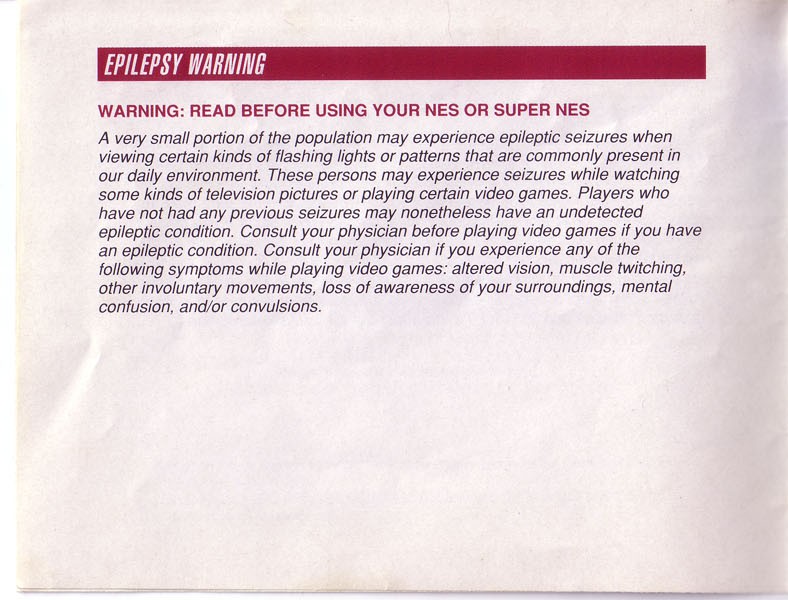 EPILEPSY WARNING
WARNING: READ BEFORE USING YOUR NES OR SUPER NES
A very small portion of the population may experience epileptic seizures when
viewing certain kinds of flashing lights or patterns that are commonly present in
our daily environment. These persons may experience seizures while watching
some kinds of television pictures or playing certain video games. Players who
have not had any previous seizures may nonetheless have an undetected
epileptic condition. Consult your physician before playing video games if you have
an epileptic condition. Consult your physician if you experience any of the
following symptoms while playing video games: altered vision, muscle twitching,
other involuntary movements, loss of awareness of your surroundings, mental
confusion, and/or convulsions.